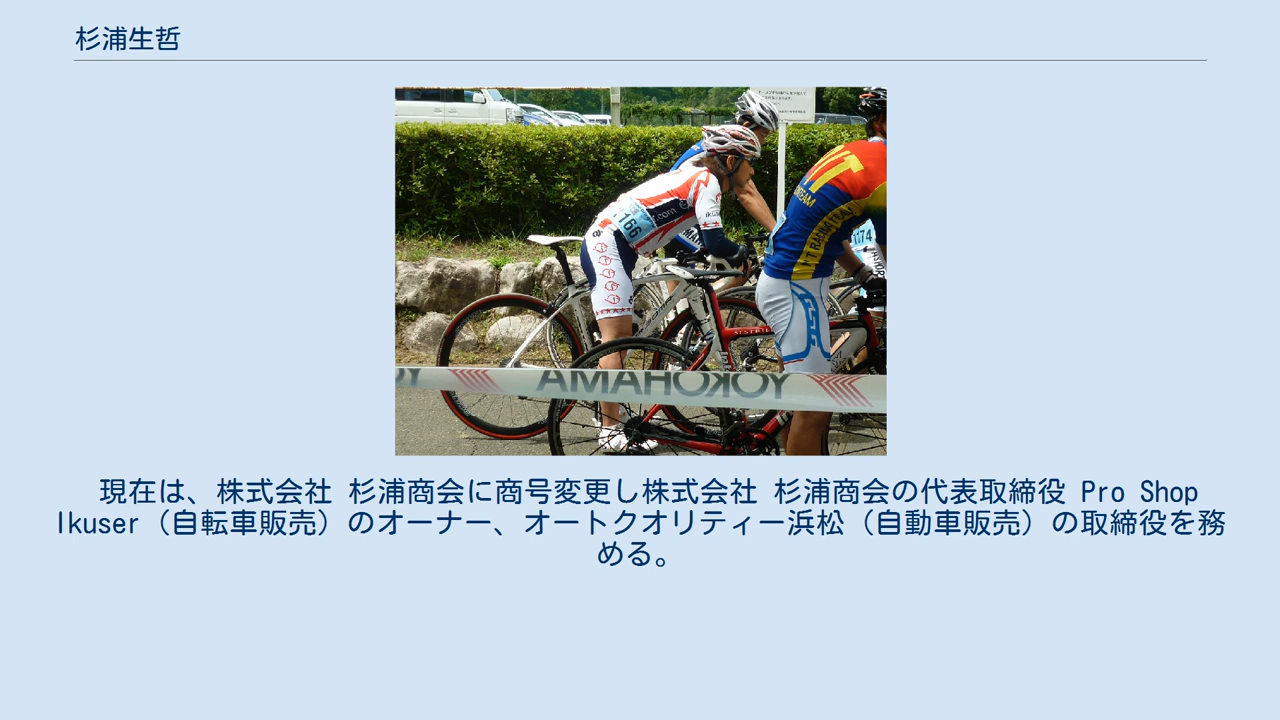 杉浦生哲
166
1174
YOKOHAMA
現在は、株式会社 杉浦商会に商号変更し株式会社 杉浦商会の代表取締役 Pro Shop
Ikuser（自転車販売）のオーナー、オートクオリティー浜松（自動車販売）の取締役を務
める。